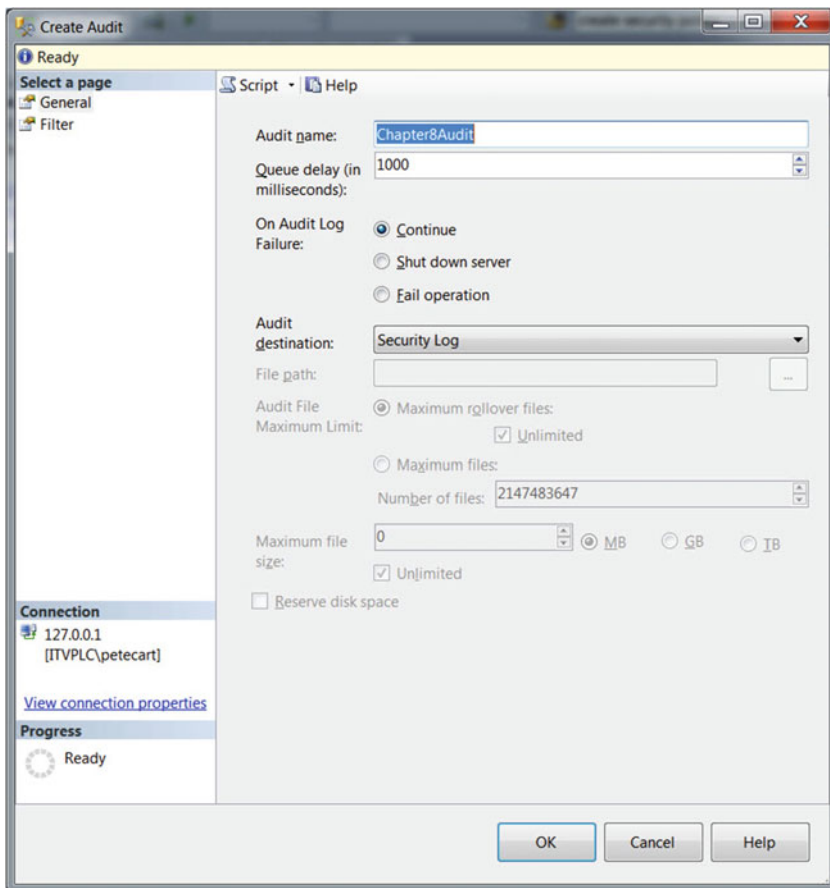 Create Audit
Ready
Select a page
General
Filter
Script
Help
Audit name:
Chapter8Audit
Queue delay (in
milliseconds):
1000
On Audit Log
Failure:
Continue
Shut down server
Fail operation
Audit
destination:
Security Log
File path:
...
Audit File
Maximum Limit:
Maximum rollover files:
Unlimited
Maximum files:
Number of files:
2147483647
Maximum file
size:
0
MB
GB
TB
Unlimited
Reserve disk space
Connection
127.0.0.1
[ITVPLC\petecart]
View connection properties
Progress
Ready
OK
Cancel
Help